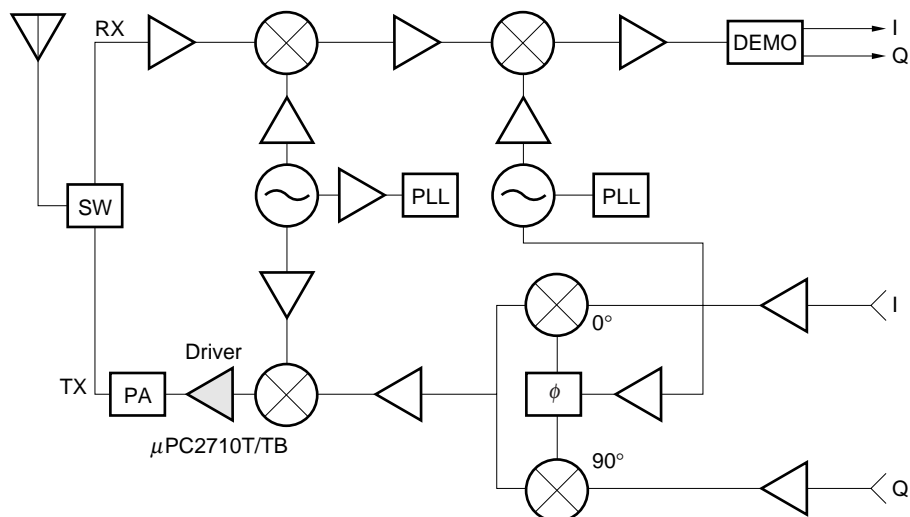 RX
DEMO
I
Q
SW
PLL
PLL
I
0°
Driver
TX
PA
ϕ
μPC2710T/TB
90°
Q